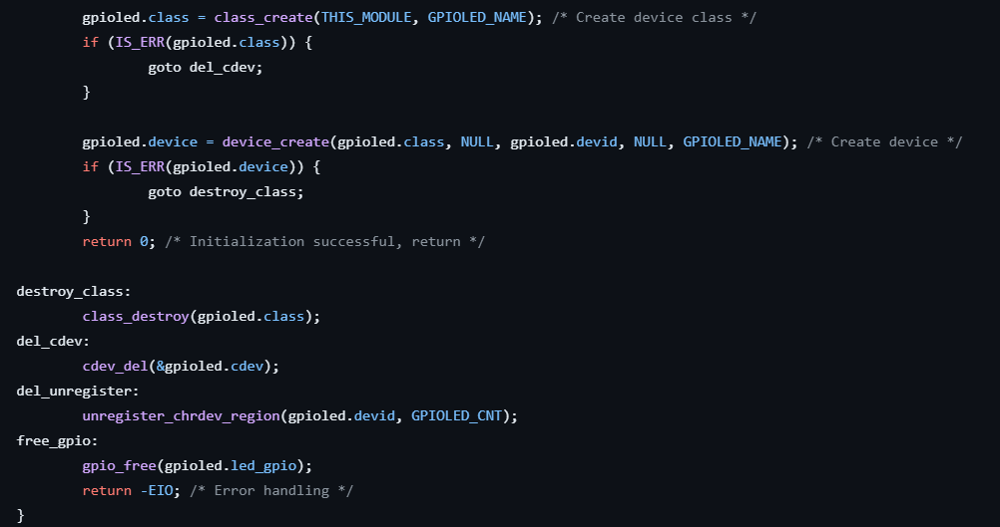 gpioled.class = class_create(THIS_MODULE, GPIOLED_NAME); /* Create device class */
if (IS_ERR(gpioled.class)) {
goto del_cdev;
}
gpioled.device = device_create(gpioled.class, NULL, gpioled.devid, NULL, GPIOLED_NAME); /* Create device */
if (IS_ERR(gpioled.device)) {
goto destroy_class;
}
return 0; /* Initialization successful, return */
destroy_class:
class_destroy(gpioled.class);
del_cdev:
cdev_del(&gpioled.cdev);
del_unregister:
unregister_chrdev_region(gpioled.devid, GPIOLED_CNT);
free_gpio:
gpio_free(gpioled.led_gpio);
return -EIO; /* Error handling */
}